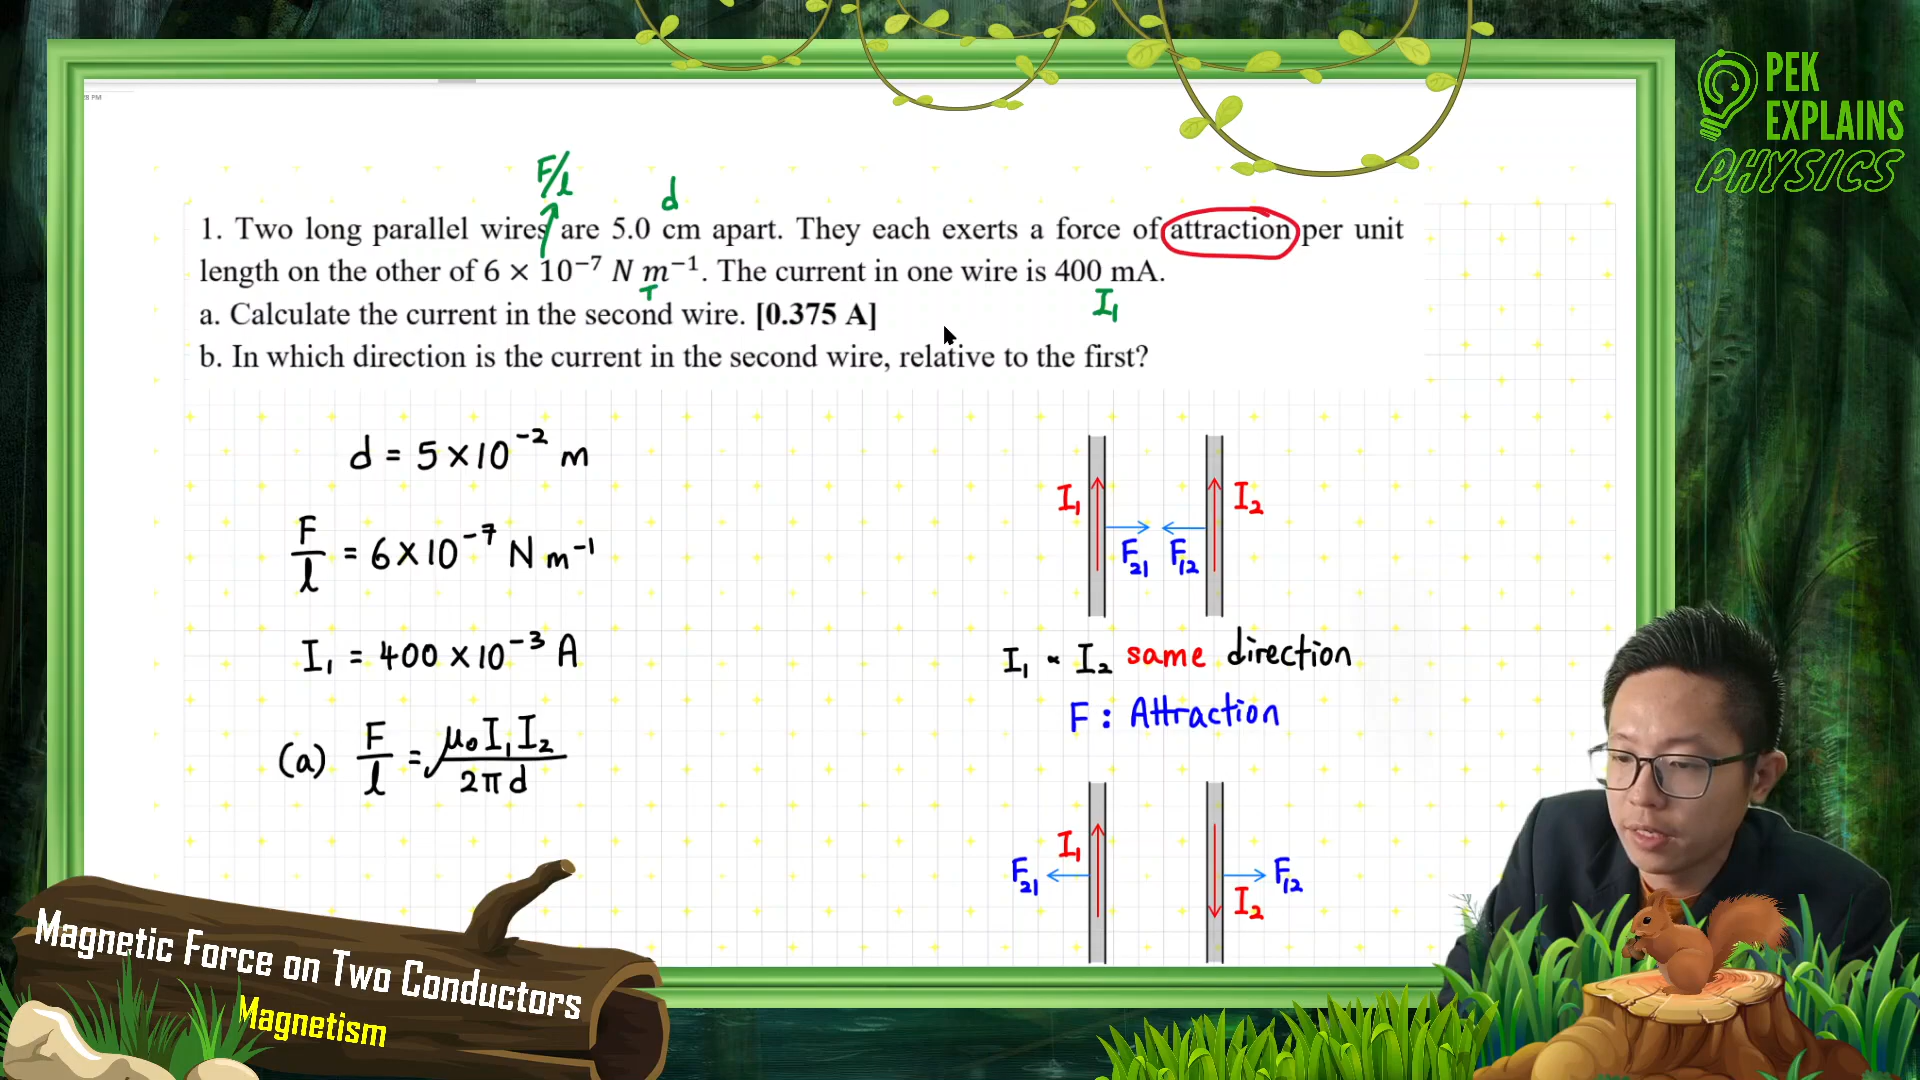 PEK
EXPLAINS
PHYSICS
F/l
d
1. Two long parallel wires are 5.0 cm apart. They each exerts a force of attraction per unit
length on the other of 6 × 10⁻⁷ N m⁻¹. The current in one wire is 400 mA.
I₁
a. Calculate the current in the second wire. [0.375 A]
b. In which direction is the current in the second wire, relative to the first?
d = 5 × 10⁻² m
F/l = 6 × 10⁻⁷ N m⁻¹
I₁ = 400 × 10⁻³ A
(a) F/l = μ₀ I₁ I₂ / 2π d
I₁ I₂
F₂₁ F₁₂
I₁ ~ I₂ same direction
F : Attraction
I₁
F₂₁ F₁₂
I₂
Magnetic Force on Two Conductors
Magnetism